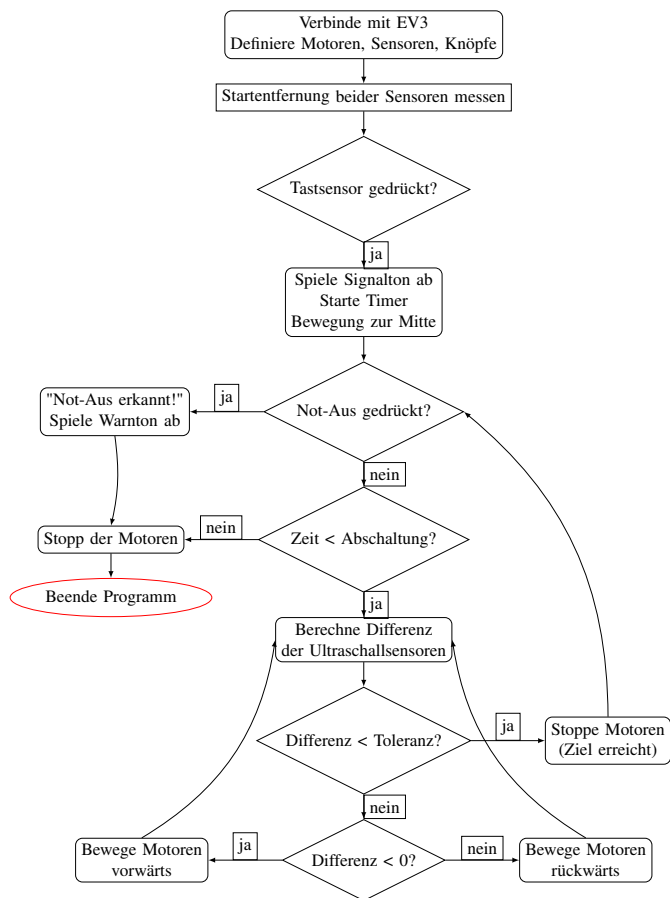 Verbinde mit EV3
Definiere Motoren, Sensoren, Knöpfe
Startentfernung beider Sensoren messen
Tastsensor gedrückt?
ja
Spiele Signalton ab
Starte Timer
Bewegung zur Mitte
"Not-Aus erkannt!"
Spiele Warnton ab
ja
Not-Aus gedrückt?
nein
Stopp der Motoren
nein
Zeit < Abschaltung?
Beende Programm
ja
Berechne Differenz
der Ultraschallsensoren
Differenz < Toleranz?
ja
Stoppe Motoren
(Ziel erreicht)
nein
Bewege Motoren
vorwärts
ja
Differenz < 0?
nein
Bewege Motoren
rückwärts